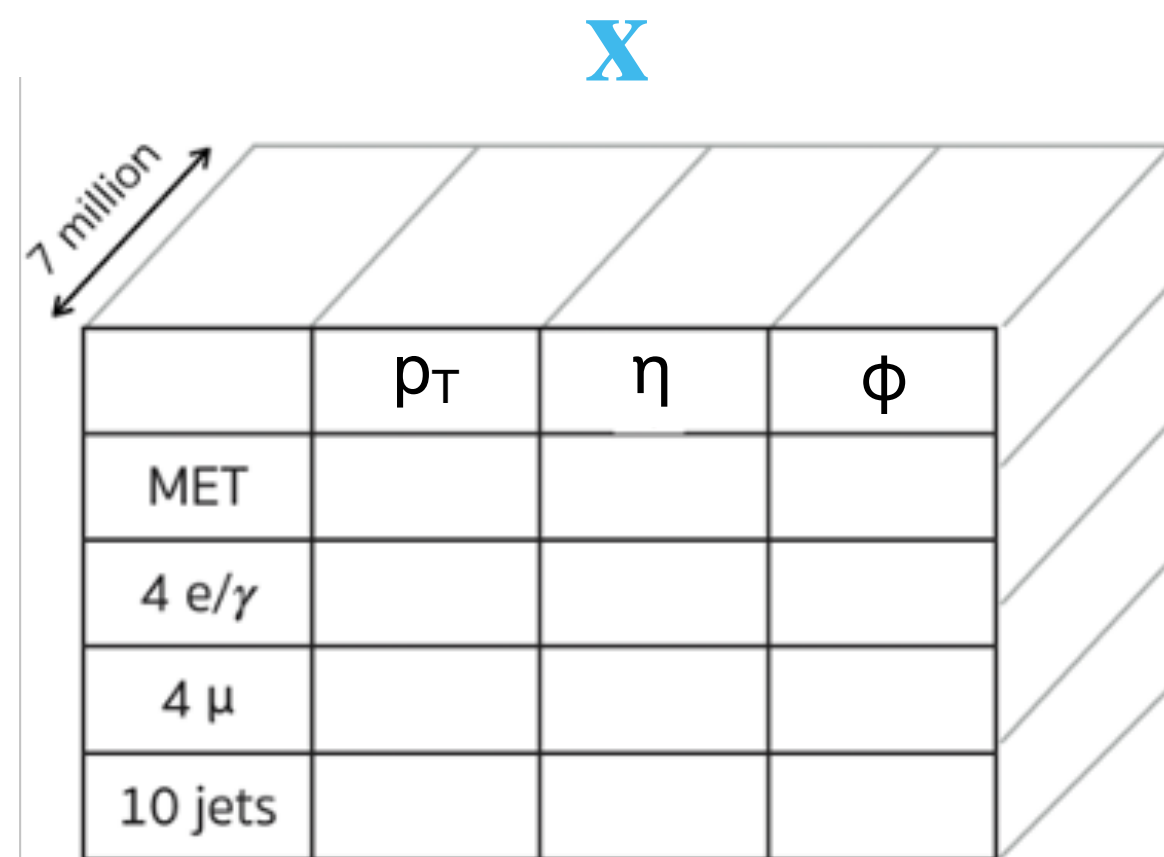 X
7 million
pT η φ
MET
4 e/γ
4 μ
10 jets